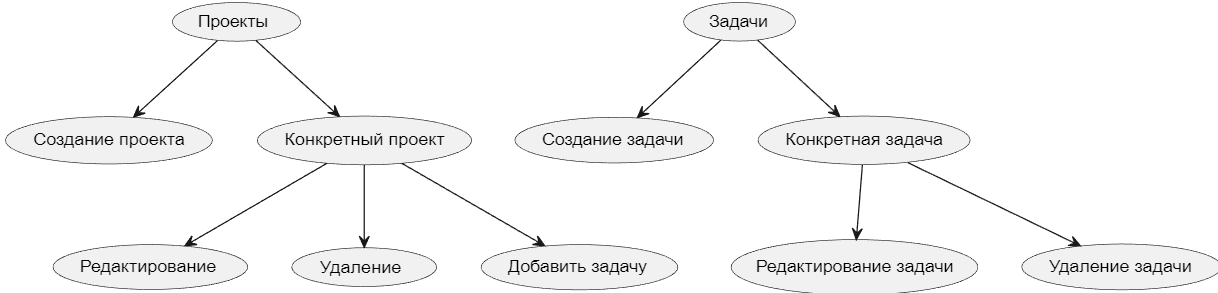 Проекты
Задачи
Создание проекта
Конкретный проект
Создание задачи
Конкретная задача
Редактирование
Удаление
Добавить задачу
Редактирование задачи
Удаление задачи